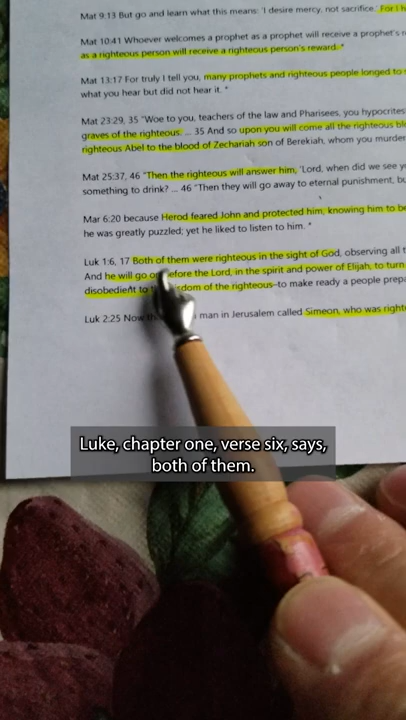 Mat 9:13 But go and learn what this means: 'I desire mercy, not sacrifice.' For I h
Mat 10:41 Whoever welcomes a prophet as a prophet will receive a prophet's
as a righteous person will receive a righteous person's reward. "
Mat 13:17 For truly I tell you, many prophets and righteous people longed to
what you hear but did not hear it. "
Mat 23:29, 35 "Woe to you, teachers of the law and Pharisees, you hypocrites
graves of the righteous. ... 35 And so upon you will come all the righteous bl
righteous Abel to the blood of Zechariah son of Berekiah, whom you murder
Mat 25:37, 46 "Then the righteous will answer him, 'Lord, when did we see y
something to drink? ... 46 "Then they will go away to eternal punishment, bu
Mar 6:20 because Herod feared John and protected him, knowing him to be
he was greatly puzzled; yet he liked to listen to him. "
Luk 1:6, 17 Both of them were righteous in the sight of God, observing all t
And he will go before the Lord, in the spirit and power of Elijah, to turn
disobedient to dom of the righteous–to make ready a people prepa
Luk 2:25 Now man in Jerusalem called Simeon, who was right
Luke, chapter one, verse six, says,
both of them.